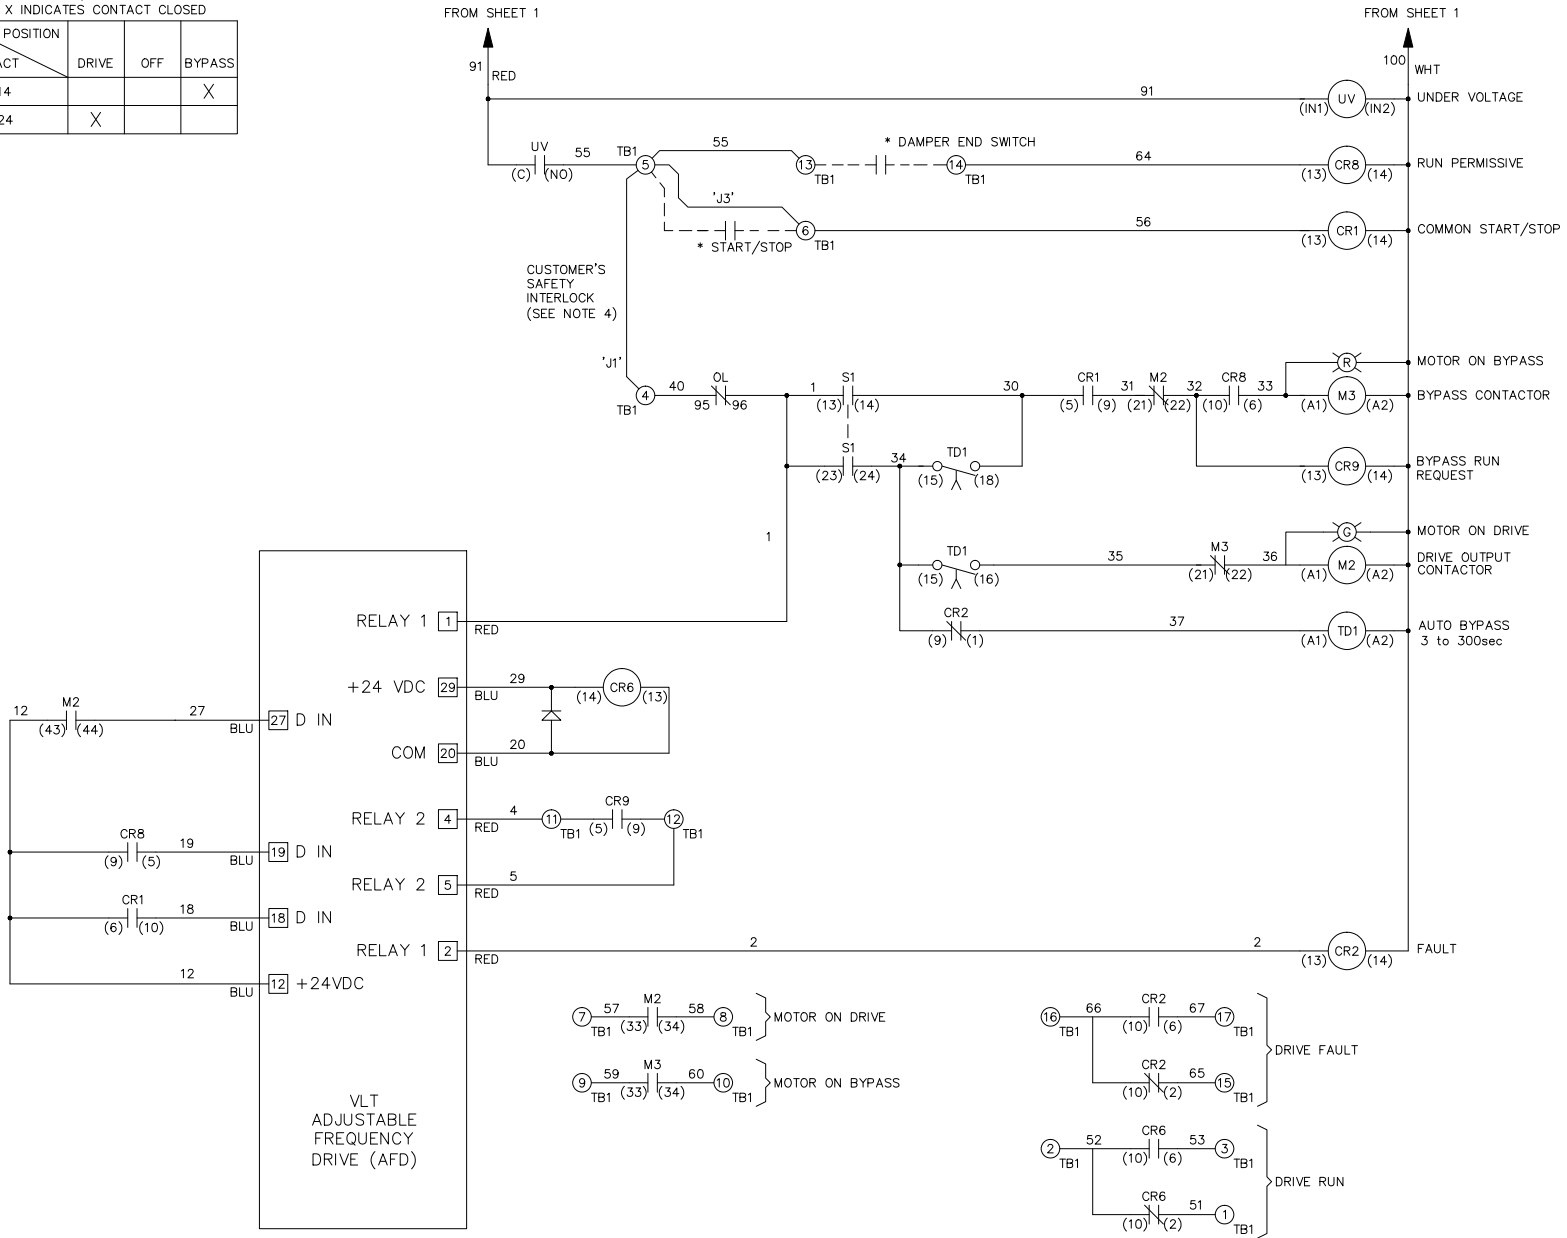 X INDICATES CONTACT CLOSED
POSITION
DRIVE OFF BYPASS
X
X
FROM SHEET 1
FROM SHEET 1
91
RED
100
WHT
91
(IN1) UV (IN2) UNDER VOLTAGE
UV
(C) (NO)
55
TB1
5
55
13
TB1
* DAMPER END SWITCH
14
TB1
64
(13) CR8 (14) RUN PERMISSIVE
'J3'
* START/STOP
6
TB1
56
(13) CR1 (14) COMMON START/STOP
CUSTOMER'S
SAFETY
INTERLOCK
(SEE NOTE 4)
'J1'
4
TB1
40
OL
95 96
1
S1
(13) (14)
30
CR1
(5) (9)
31
M2
(21) (22)
32
CR8
(10) (6)
33
R MOTOR ON BYPASS
(A1) M3 (A2) BYPASS CONTACTOR
S1
(23) (24)
34
TD1
(15) (18)
(13) CR9 (14) BYPASS RUN
REQUEST
1
G MOTOR ON DRIVE
TD1
(15) (16)
35
M3
(21) (22)
36
(A1) M2 (A2) DRIVE OUTPUT
CONTACTOR
CR2
(9) (1)
37
(A1) TD1 (A2) AUTO BYPASS
3 to 300sec
RELAY 1 1 RED
+24 VDC 29 BLU
29
(14) CR6 (13)
12
M2
(43) (44)
27
BLU
27 D IN
COM 20 BLU
20
RELAY 2 4 RED
4
11
TB1
CR9
(5) (9)
12
TB1
CR8
(9) (5)
19
BLU
19 D IN
RELAY 2 5 RED
5
CR1
(6) (10)
18
BLU
18 D IN
RELAY 1 2 RED
2
2
(13) CR2 (14) FAULT
12
BLU
12 +24VDC
7
TB1
57
M2
(33) (34)
58
8
TB1
MOTOR ON DRIVE
9
TB1
59
M3
(33) (34)
60
10
TB1
MOTOR ON BYPASS
16
TB1
66
CR2
(10) (6)
67
17
TB1
CR2
(10) (2)
65
15
TB1
DRIVE FAULT
2
TB1
52
CR6
(10) (6)
53
3
TB1
CR6
(10) (2)
51
1
TB1
DRIVE RUN
VLT
ADJUSTABLE
FREQUENCY
DRIVE (AFD)